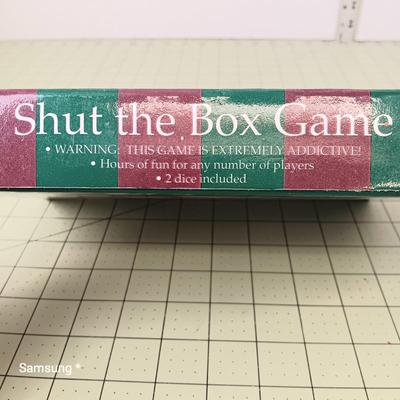 Shut the Box Game
• WARNING: THIS GAME IS EXTREMELY ADDICTIVE!
• Hours of fun for any number of players
• 2 dice included
Samsung *